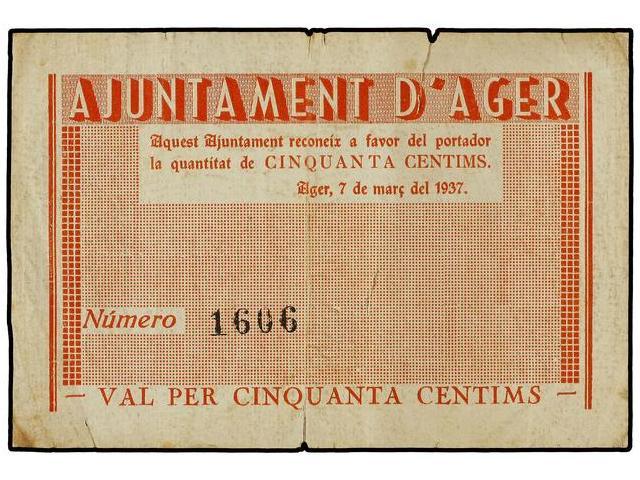 AJUNTAMENT D'AGER
Aquest Ajuntament reconeix a favor del portador
la quantitat de CINQUANTA CENTIMS.
Ager, 7 de març del 1937.
Número 1606
— VAL PER CINQUANTA CENTIMS —